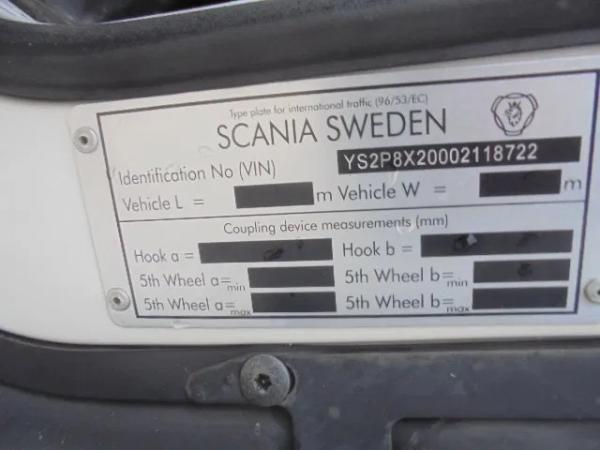 Type plate for international traffic (96/53/EC)
SCANIA SWEDEN
Identification No (VIN) YS2P8X20002118722
Vehicle L = m Vehicle W = m
Coupling device measurements (mm)
Hook a = Hook b =
5th Wheel a=min 5th Wheel b=min
5th Wheel a=max 5th Wheel b=max